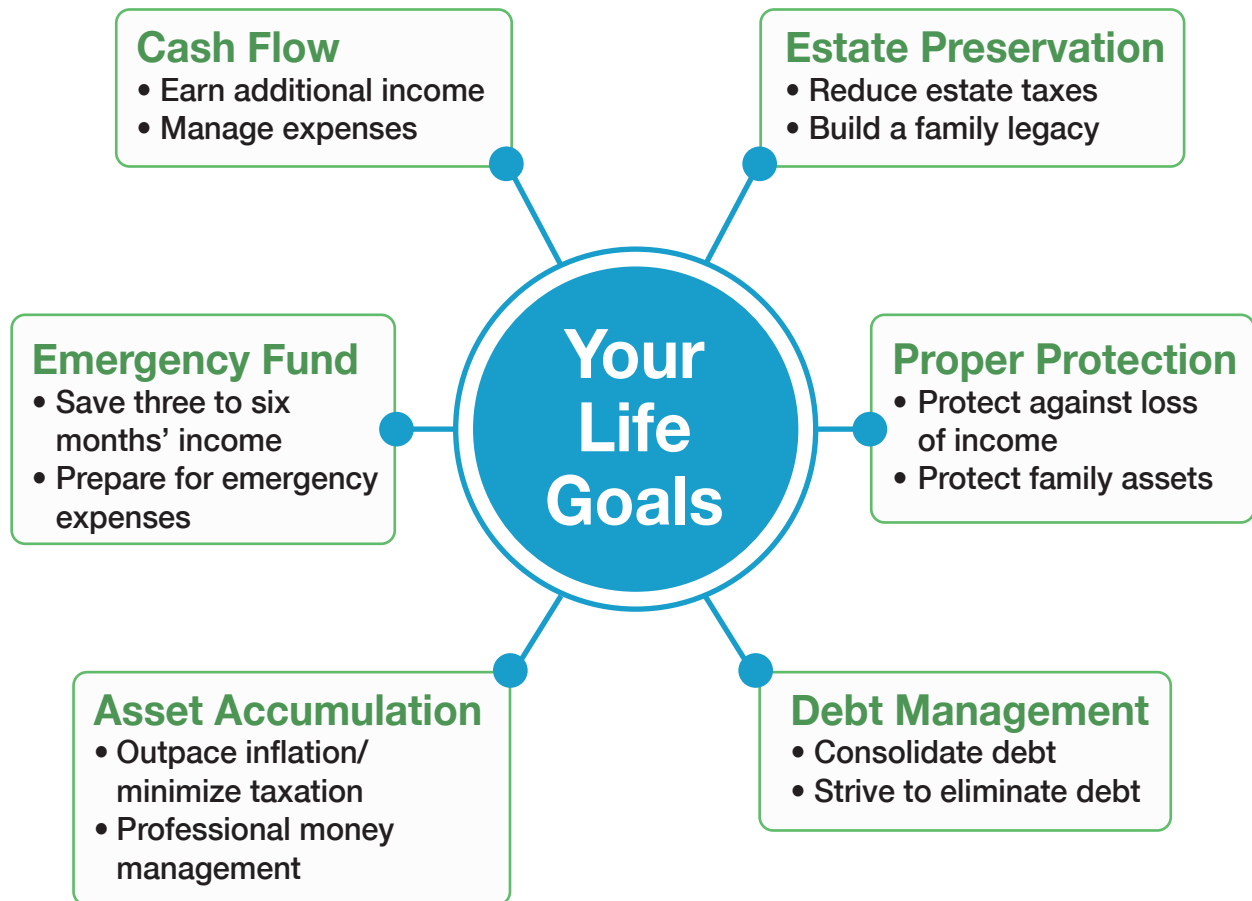 Cash Flow
• Earn additional income
• Manage expenses
Estate Preservation
• Reduce estate taxes
• Build a family legacy
Emergency Fund
• Save three to six
months’ income
• Prepare for emergency
expenses
Your
Life
Goals
Proper Protection
• Protect against loss
of income
• Protect family assets
Asset Accumulation
• Outpace inflation/
minimize taxation
• Professional money
management
Debt Management
• Consolidate debt
• Strive to eliminate debt